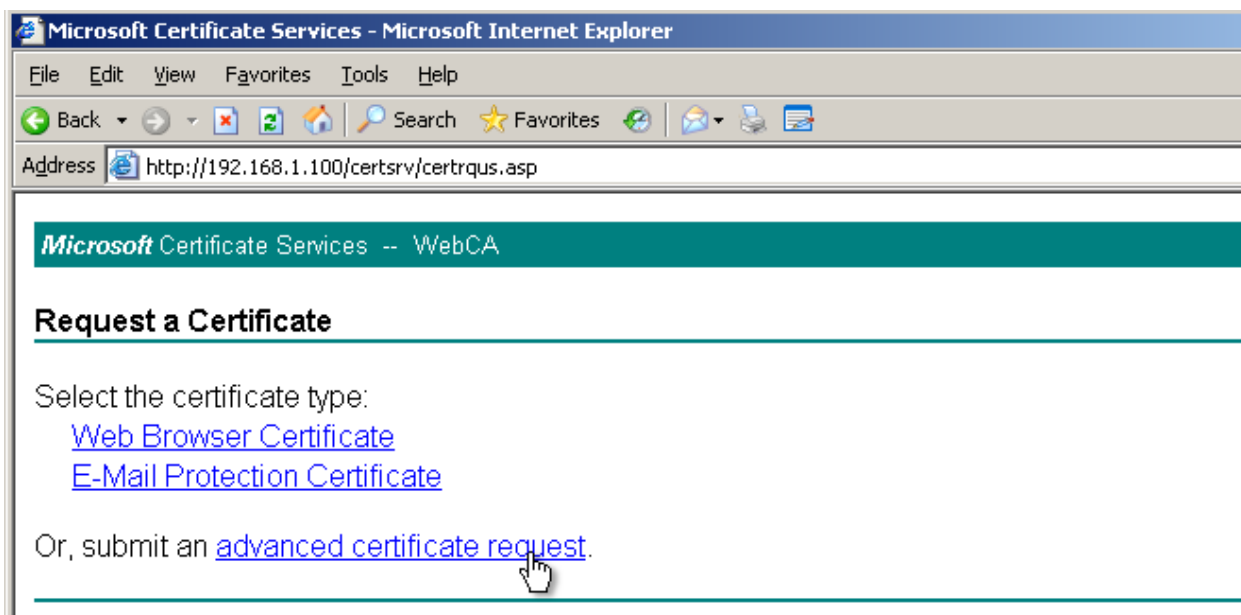 Microsoft Certificate Services - Microsoft Internet Explorer
File Edit View Favorites Tools Help
Back Search Favorites
Address http://192.168.1.100/certsrv/certrqus.asp
Microsoft Certificate Services -- WebCA
Request a Certificate
Select the certificate type:
Web Browser Certificate
E-Mail Protection Certificate
Or, submit an advanced certificate request.